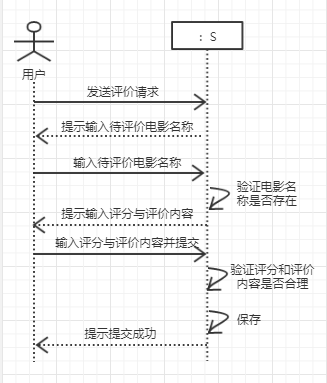 : S
用户
发送评价请求
提示输入待评价电影名称
输入待评价电影名称
验证电影名
称是否存在
提示输入评分与评价内容
输入评分与评价内容并提交
验证评分和评价
内容是否合理
保存
提示提交成功